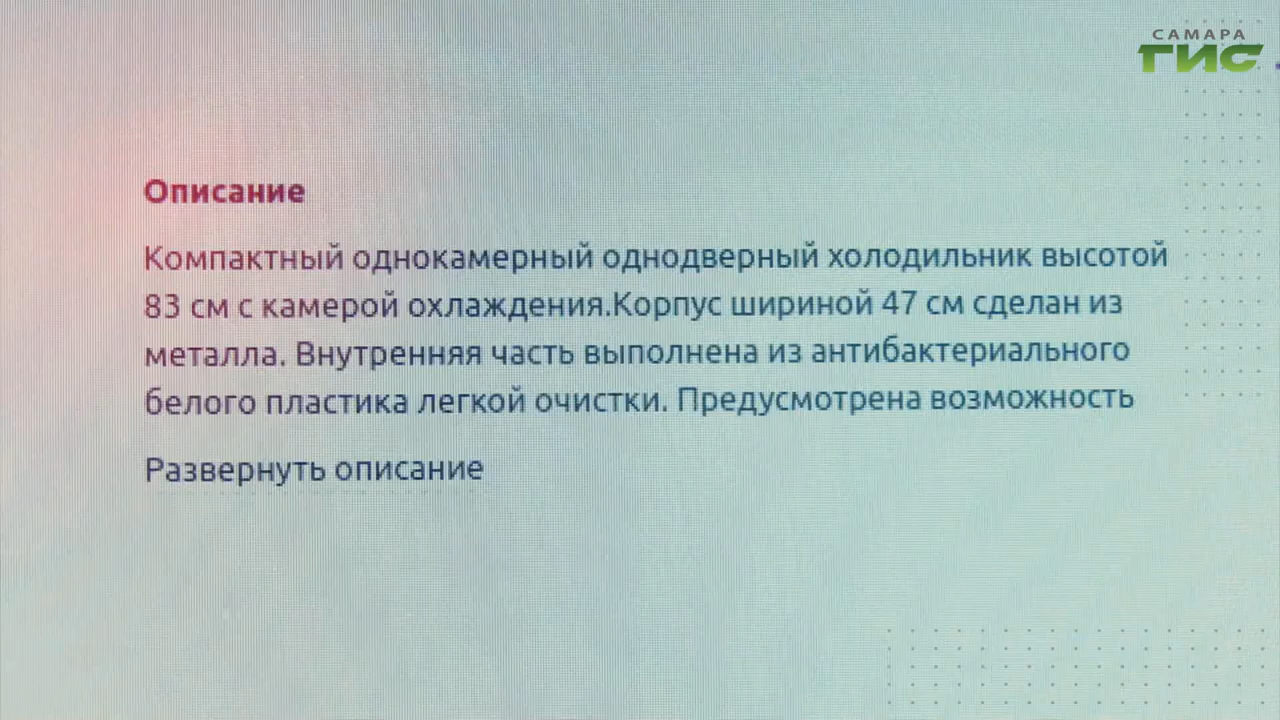 САМАРА
ГИС
Описание
Компактный однокамерный однодверный холодильник высотой
83 см с камерой охлаждения.Корпус шириной 47 см сделан из
металла. Внутренняя часть выполнена из антибактериального
белого пластика легкой очистки. Предусмотрена возможность
Развернуть описание